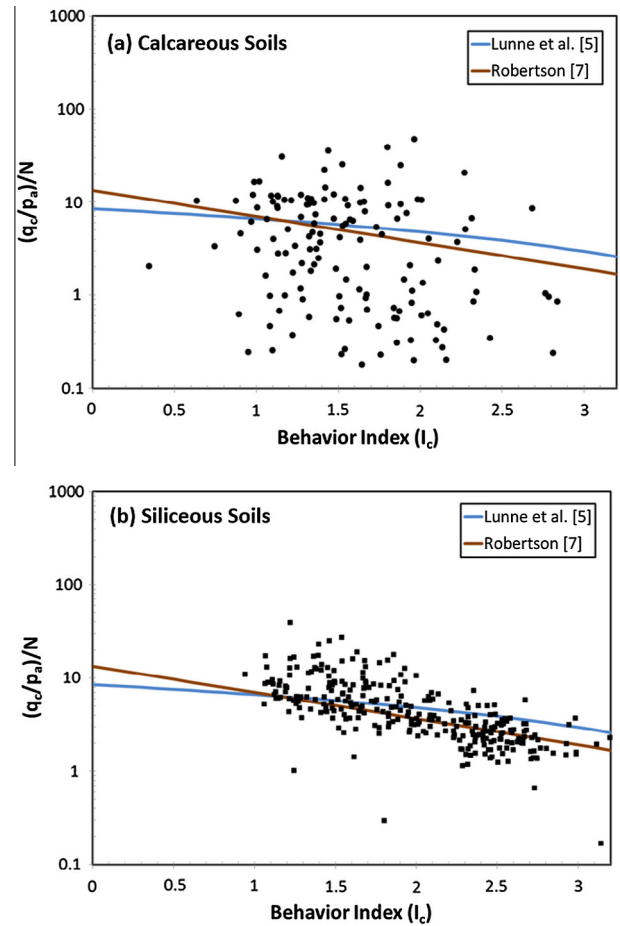 1000
(a) Calcareous Soils
Lunne et al. [5]
Robertson [7]
100
10
1
0.1
(qc/pa)/N
0 0.5 1 1.5 2 2.5 3
Behavior Index (Ic)
1000
(b) Siliceous Soils
Lunne et al. [5]
Robertson [7]
100
10
1
0.1
(qc/pa)/N
0 0.5 1 1.5 2 2.5 3
Behavior Index (Ic)